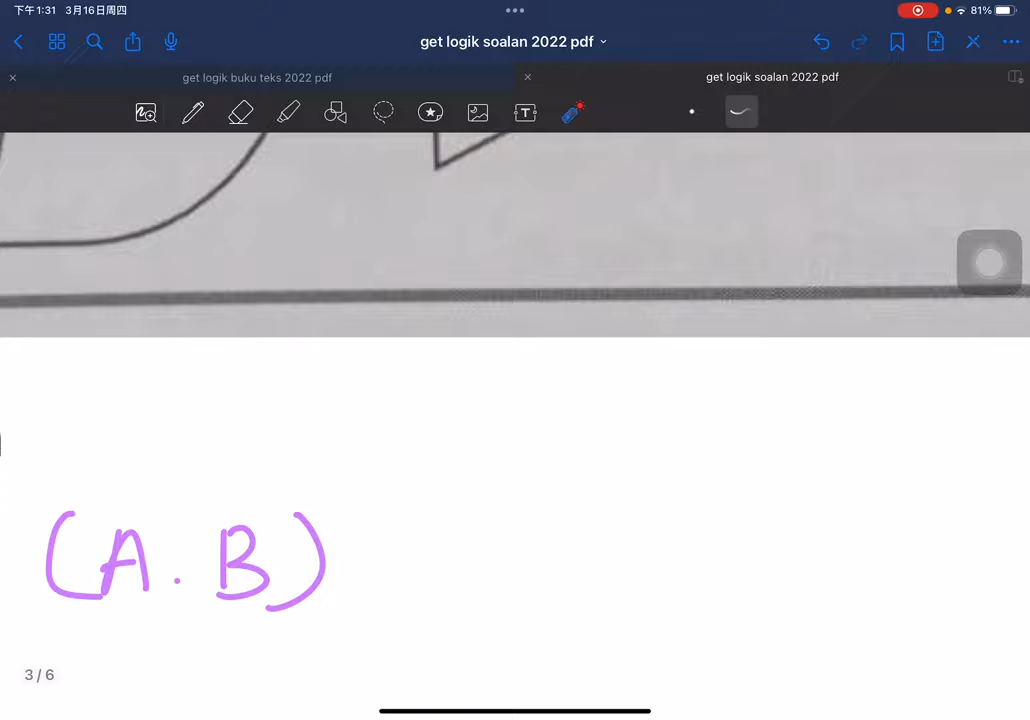 下午1:31 3月16日周四
81%
get logik soalan 2022 pdf
get logik buku teks 2022 pdf
get logik soalan 2022 pdf
T
(A . B)
3 / 6